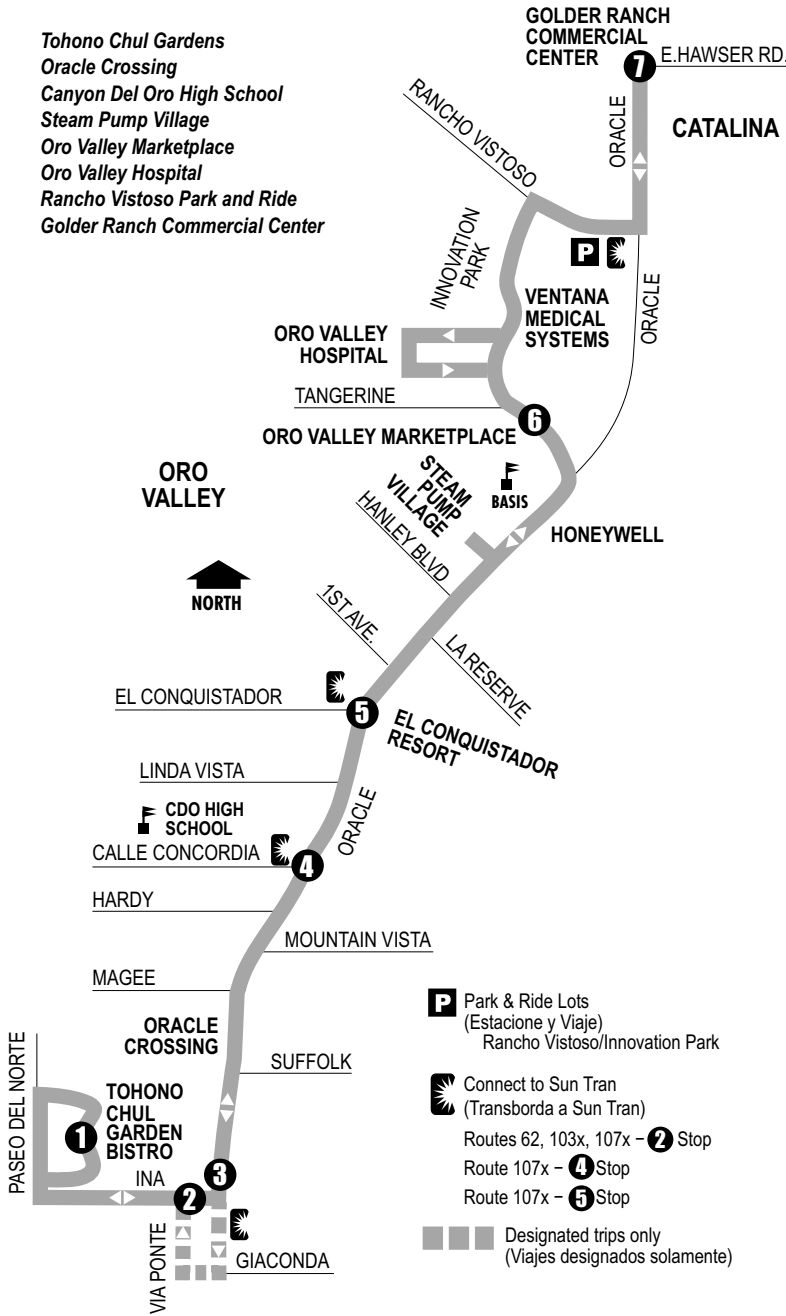 Tohono Chul Gardens
Oracle Crossing
Canyon Del Oro High School
Steam Pump Village
Oro Valley Marketplace
Oro Valley Hospital
Rancho Vistoso Park and Ride
Golder Ranch Commercial Center
GOLDER RANCH
COMMERCIAL
CENTER
7
E.HAWSER RD.
ORACLE
CATALINA
RANCHO VISTOSO
INNOVATION
PARK
P
VENTANA
MEDICAL
SYSTEMS
ORACLE
ORO VALLEY
HOSPITAL
TANGERINE
6
ORO VALLEY MARKETPLACE
ORO
VALLEY
STEAM
PUMP
VILLAGE
BASIS
HANLEY BLVD
HONEYWELL
NORTH
1ST AVE.
LA RESERVE
EL CONQUISTADOR
5
EL CONQUISTADOR
RESORT
LINDA VISTA
CDO HIGH
SCHOOL
ORACLE
CALLE CONCORDIA
4
HARDY
MOUNTAIN VISTA
MAGEE
ORACLE
CROSSING
SUFFOLK
PASEO DEL NORTE
TOHONO
CHUL
GARDEN
BISTRO
1
INA
2
3
VIA PONTE
GIACONDA
P Park & Ride Lots
(Estacione y Viaje)
Rancho Vistoso/Innovation Park
Connect to Sun Tran
(Transborda a Sun Tran)
Routes 62, 103x, 107x – 2 Stop
Route 107x – 4 Stop
Route 107x – 5 Stop
Designated trips only
(Viajes designados solamente)